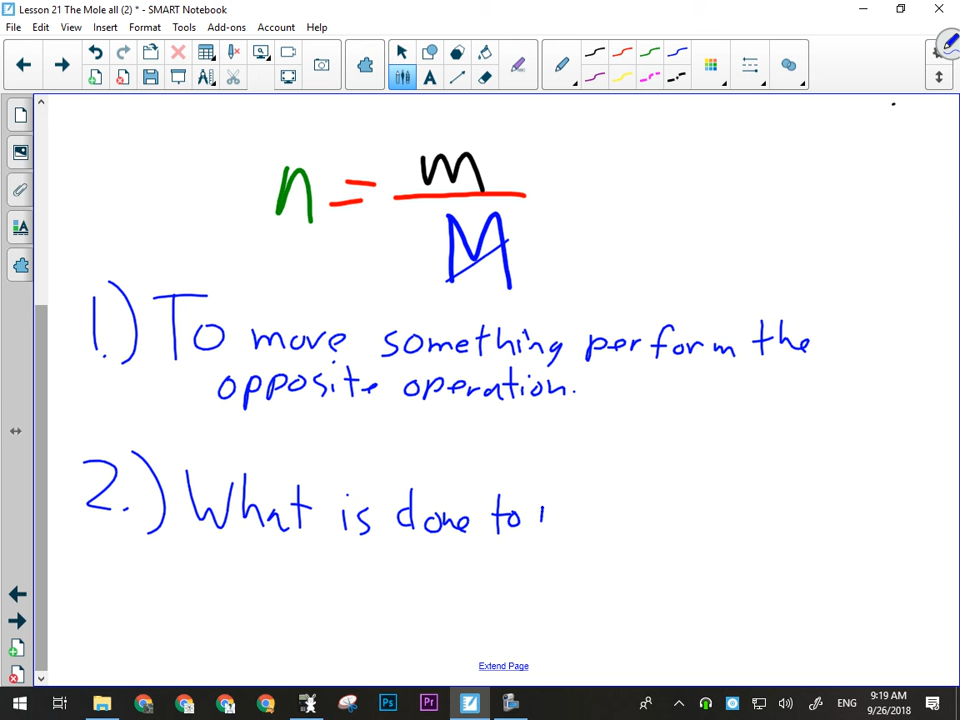 Lesson 21 The Mole all (2) * - SMART Notebook
File Edit View Insert Format Tools Add-ons Account Help
n = m
M
1.) To move something perform the
opposite operation.
2.) What is done to
Extend Page
Ps Pr ENG 9:19 AM
9/26/2018